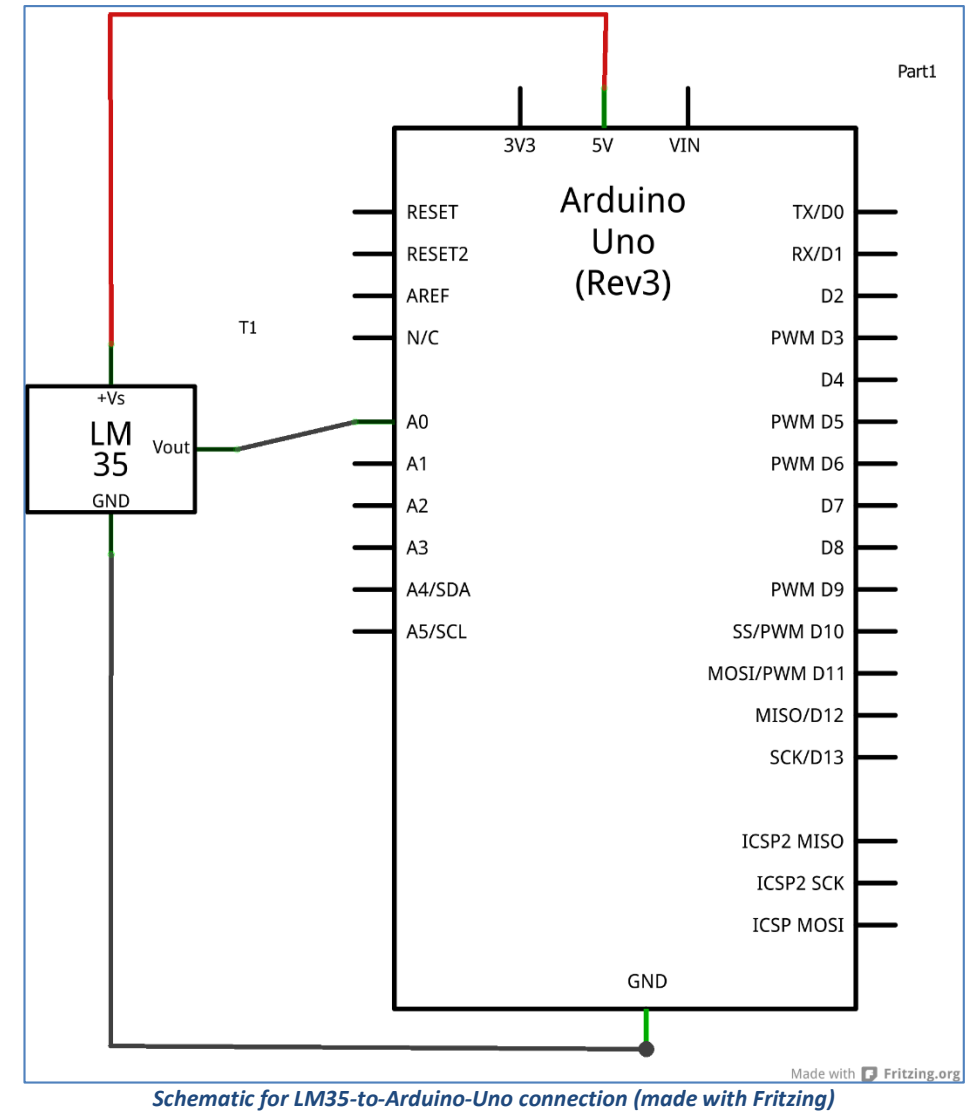 Part1
3V3 5V VIN
Arduino
Uno
(Rev3)
RESET
RESET2
AREF
N/C
A0
A1
A2
A3
A4/SDA
A5/SCL
TX/D0
RX/D1
D2
PWM D3
D4
PWM D5
PWM D6
D7
D8
PWM D9
SS/PWM D10
MOSI/PWM D11
MISO/D12
SCK/D13
ICSP2 MISO
ICSP2 SCK
ICSP MOSI
GND
T1
+Vs
LM
35
Vout
GND
Made with Fritzing.org
Schematic for LM35-to-Arduino-Uno connection (made with Fritzing)